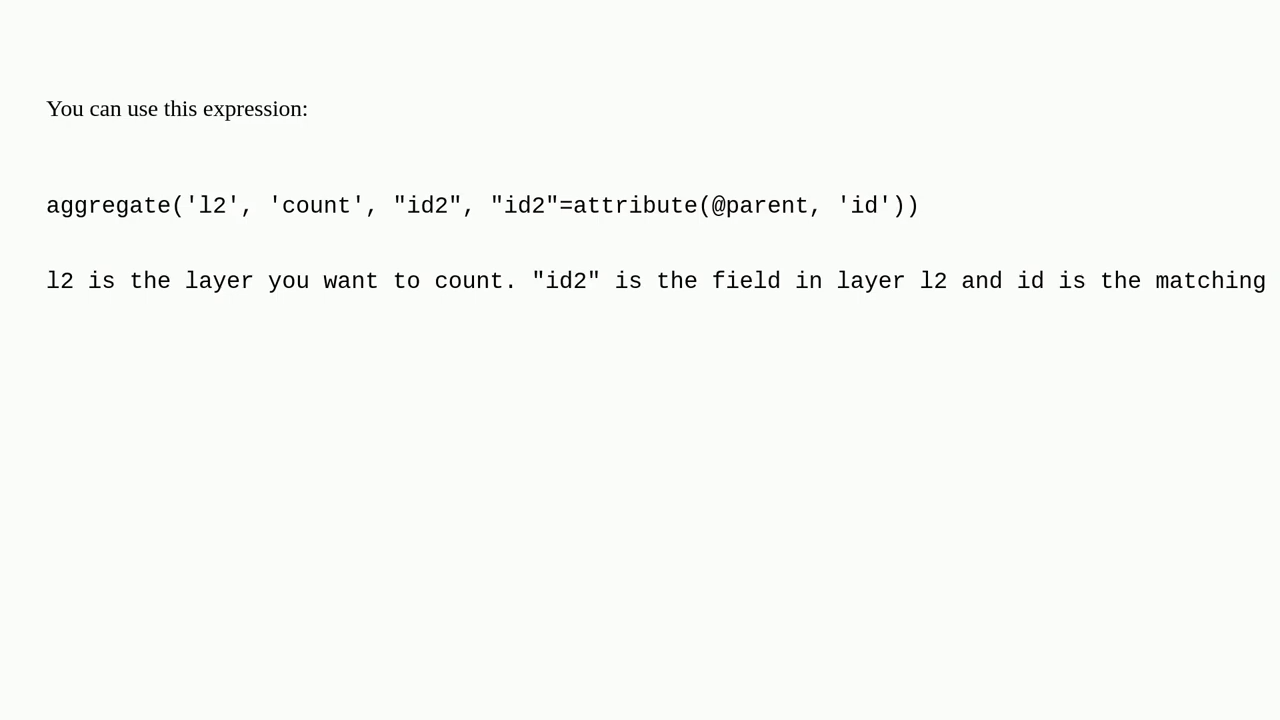 You can use this expression:
aggregate('l2', 'count', "id2", "id2"=attribute(@parent, 'id'))
l2 is the layer you want to count. "id2" is the field in layer l2 and id is the matching